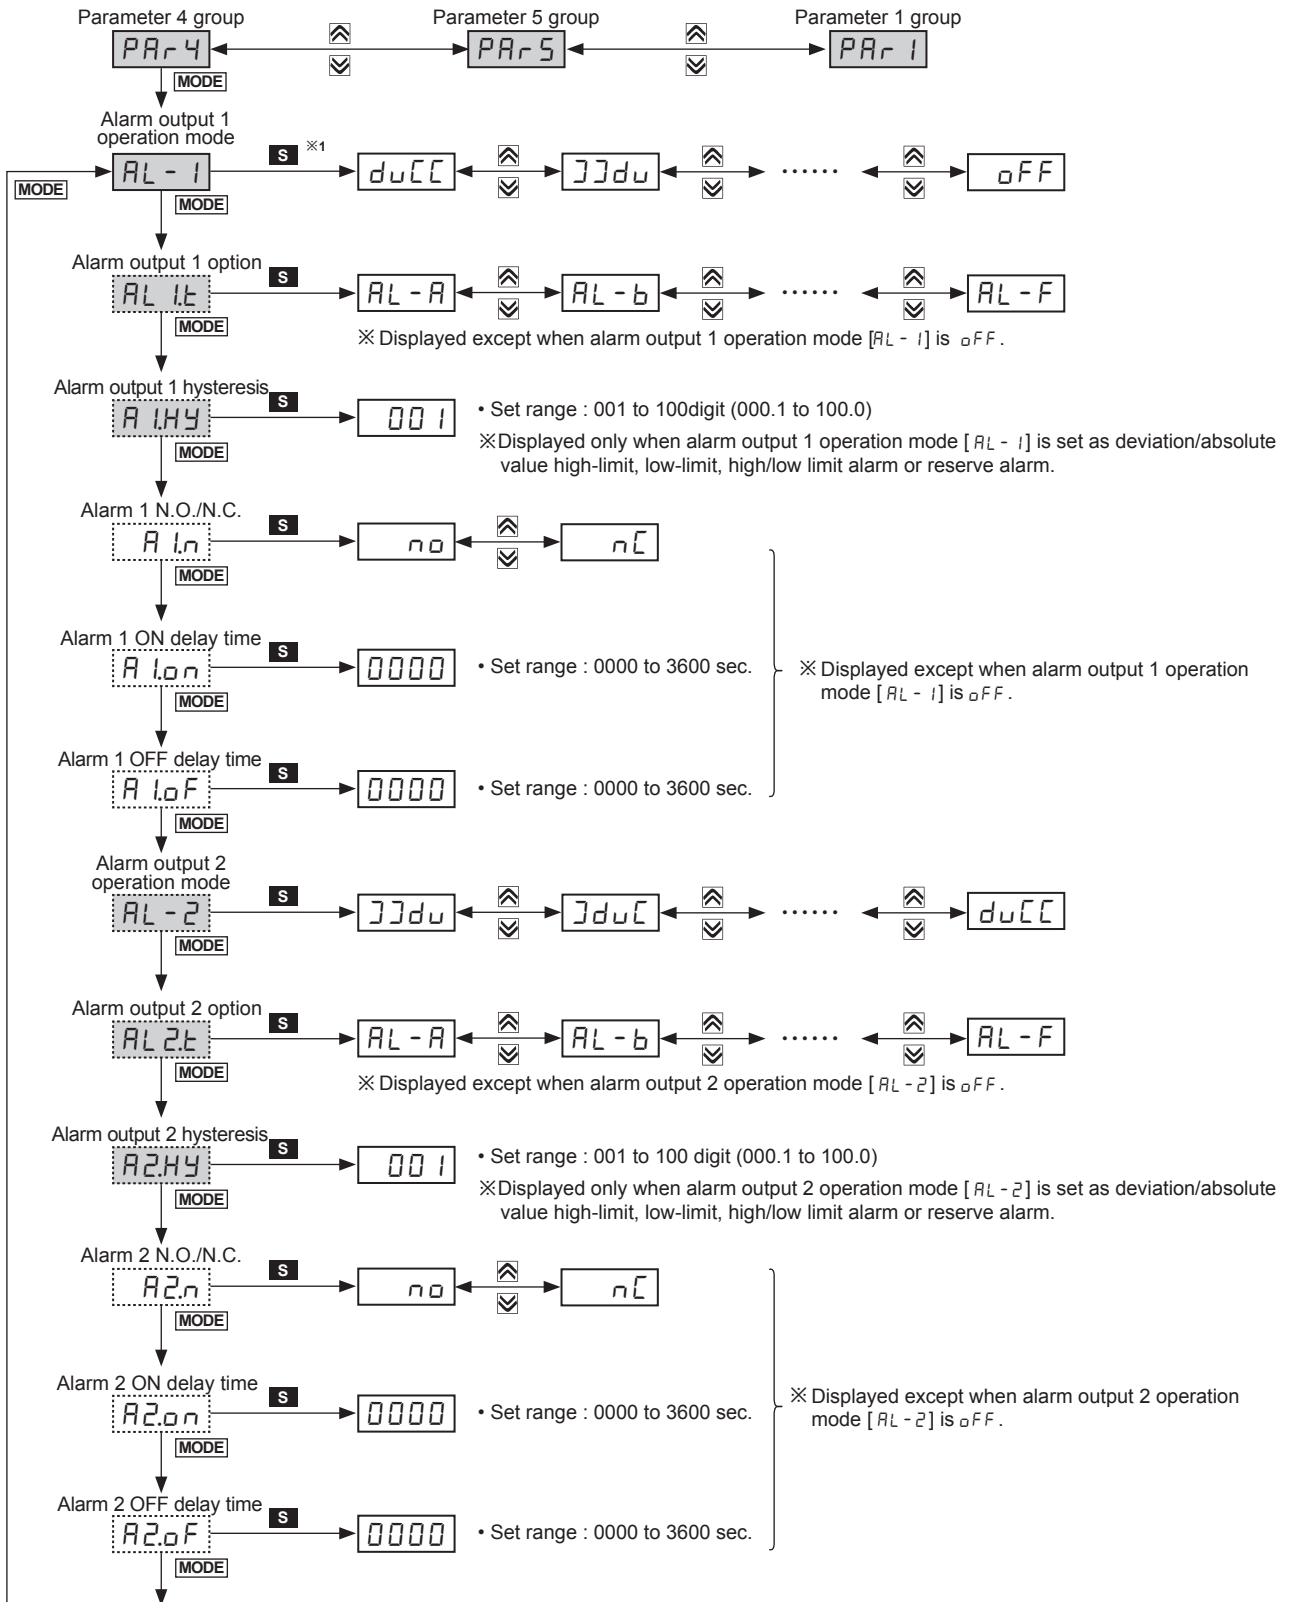 Parameter 4 group Parameter 5 group Parameter 1 group
PAr4 PAr5 PAr1
MODE
Alarm output 1
operation mode
MODE AL-1 S ※1 duCC JJdu ...... oFF
MODE
Alarm output 1 option
AL1.t S AL-A AL-b ...... AL-F
MODE
※Displayed except when alarm output 1 operation mode [AL-1] is oFF.
Alarm output 1 hysteresis
A1.HY S 001 • Set range : 001 to 100digit (000.1 to 100.0)
MODE
※Displayed only when alarm output 1 operation mode [AL-1] is set as deviation/absolute
value high-limit, low-limit, high/low limit alarm or reserve alarm.
Alarm 1 N.O./N.C.
A1.n S no nC
MODE
Alarm 1 ON delay time
A1.on S 0000 • Set range : 0000 to 3600 sec.
MODE
※Displayed except when alarm output 1 operation
mode [AL-1] is oFF.
Alarm 1 OFF delay time
A1.oF S 0000 • Set range : 0000 to 3600 sec.
MODE
Alarm output 2
operation mode
AL-2 S JJdu JduC ...... duCC
MODE
Alarm output 2 option
AL2.t S AL-A AL-b ...... AL-F
MODE
※Displayed except when alarm output 2 operation mode [AL-2] is oFF.
Alarm output 2 hysteresis
A2.HY S 001 • Set range : 001 to 100 digit (000.1 to 100.0)
MODE
※Displayed only when alarm output 2 operation mode [AL-2] is set as deviation/absolute
value high-limit, low-limit, high/low limit alarm or reserve alarm.
Alarm 2 N.O./N.C.
A2.n S no nC
MODE
Alarm 2 ON delay time
A2.on S 0000 • Set range : 0000 to 3600 sec.
MODE
※Displayed except when alarm output 2 operation
mode [AL-2] is oFF.
Alarm 2 OFF delay time
A2.oF S 0000 • Set range : 0000 to 3600 sec.
MODE